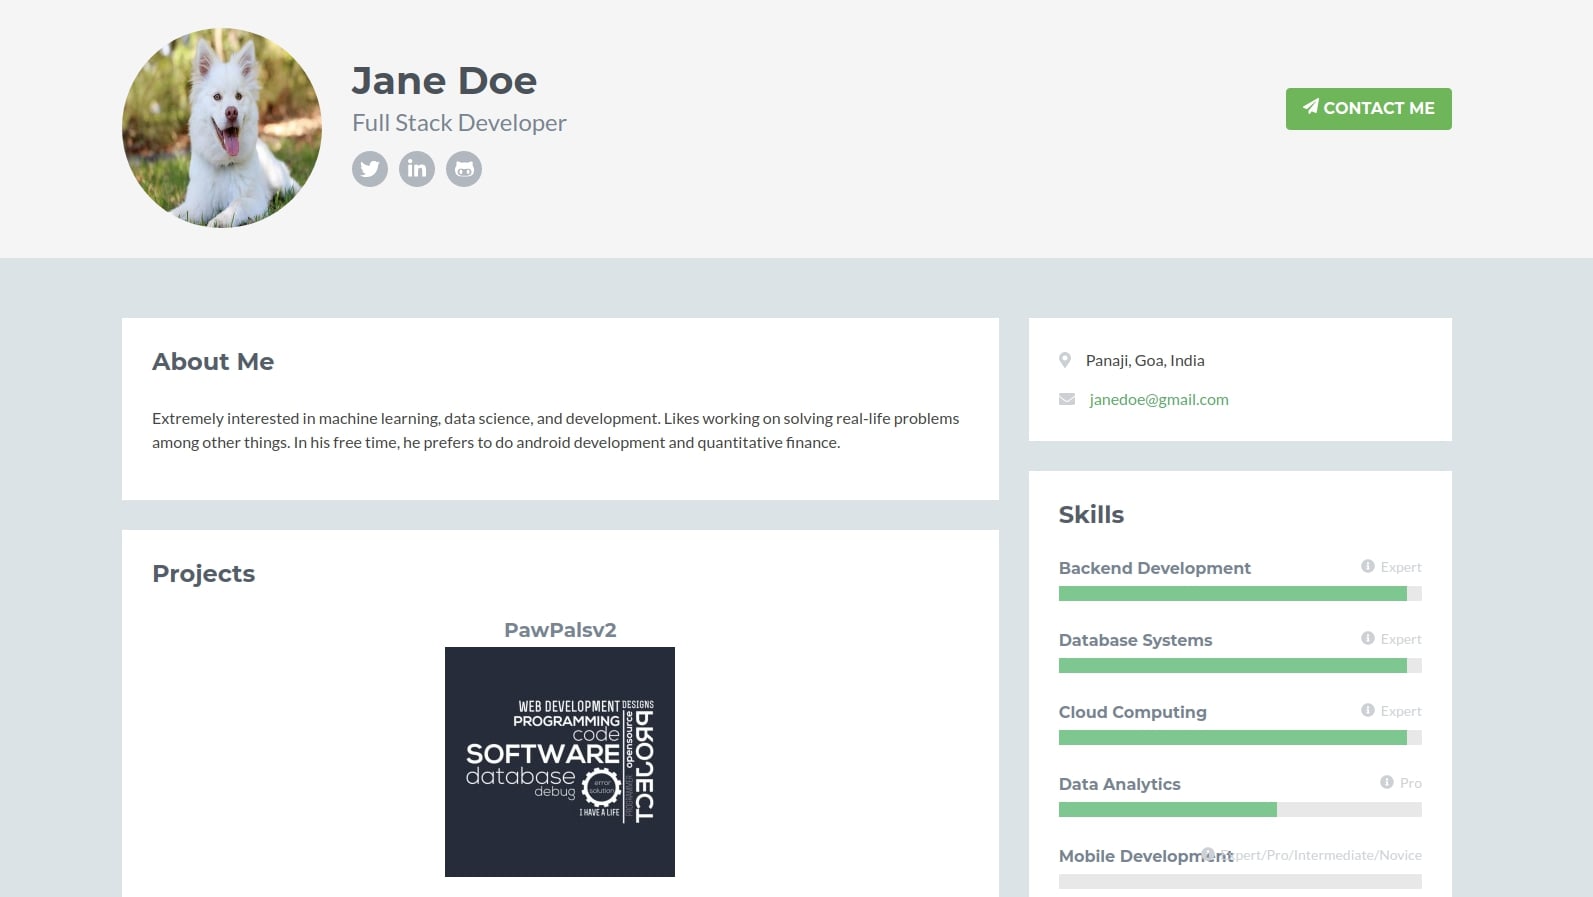 Jane Doe
Full Stack Developer
CONTACT ME
About Me
Extremely interested in machine learning, data science, and development. Likes working on solving real-life problems
among other things. In his free time, he prefers to do android development and quantitative finance.
Projects
PawPalsv2
WEB DEVELOPMENT
DESIGNS
PROGRAMMING
code
SOFTWARE
database
debug
error
solution
I HAVE A LIFE
opensource
PROGRAMMER
PROJECT
Panaji, Goa, India
janedoe@gmail.com
Skills
Backend Development Expert
Database Systems Expert
Cloud Computing Expert
Data Analytics Pro
Mobile Development Expert/Pro/Intermediate/Novice